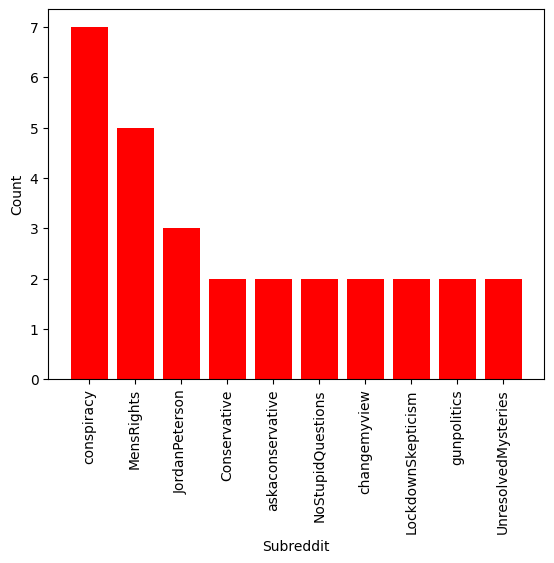 7
6
5
4
3
2
1
0
Count
conspiracy
MensRights
JordanPeterson
Conservative
askaconservative
NoStupidQuestions
changemyview
LockdownSkepticism
gunpolitics
UnresolvedMysteries
Subreddit